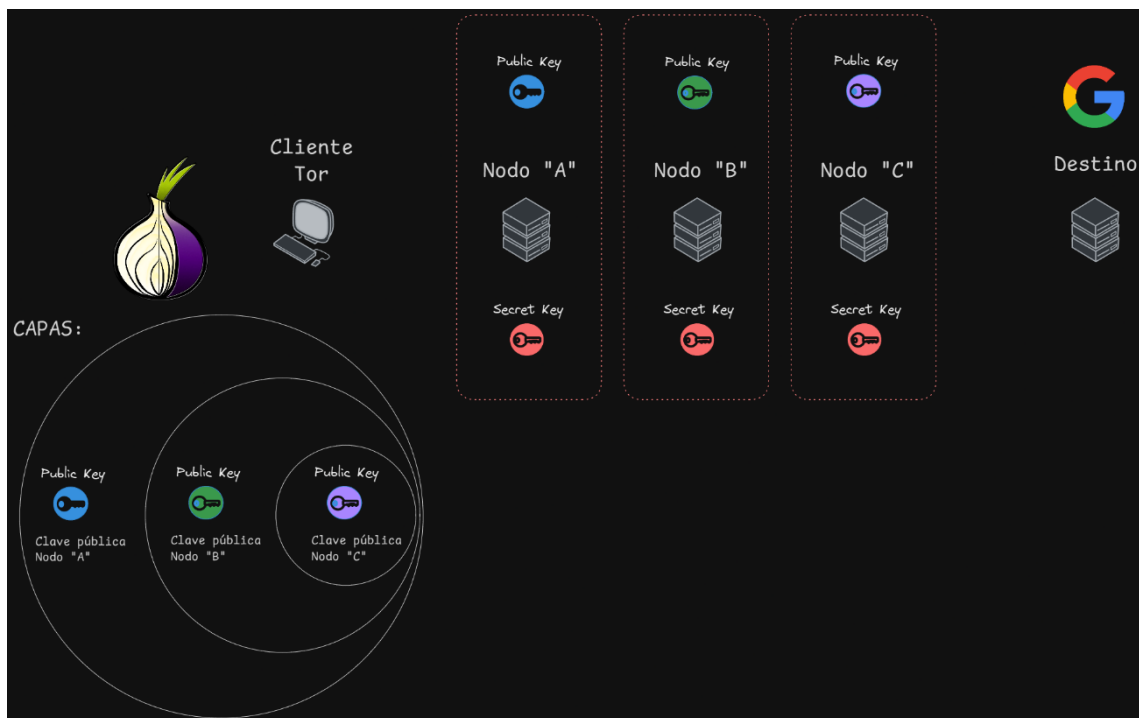 Public Key
Public Key
Public Key
Cliente
Tor
Nodo "A"
Nodo "B"
Nodo "C"
Destino
Secret Key
Secret Key
Secret Key
CAPAS:
Public Key
Public Key
Public Key
Clave pública
Nodo "A"
Clave pública
Nodo "B"
Clave pública
Nodo "C"